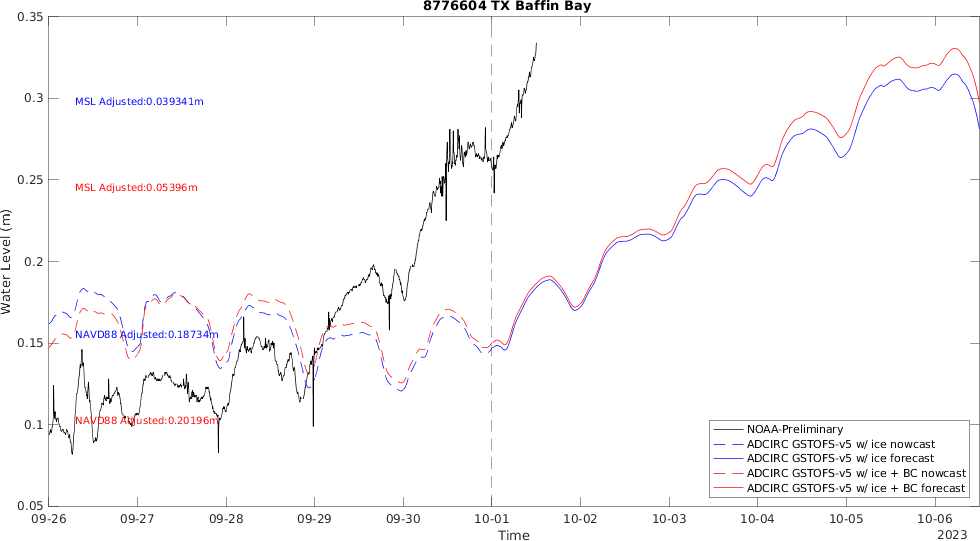 8776604 TX Baffin Bay
0.35
0.3
0.25
0.2
0.15
0.1
0.05
Water Level (m)
MSL Adjusted:0.039341m
MSL Adjusted:0.05396m
NAVD88 Adjusted:0.18734m
NAVD88 Adjusted:0.20196m
NOAA-Preliminary
ADCIRC GSTOFS-v5 w/ ice nowcast
ADCIRC GSTOFS-v5 w/ ice forecast
ADCIRC GSTOFS-v5 w/ ice + BC nowcast
ADCIRC GSTOFS-v5 w/ ice + BC forecast
09-26 09-27 09-28 09-29 09-30 10-01 10-02 10-03 10-04 10-05 10-06
Time
2023